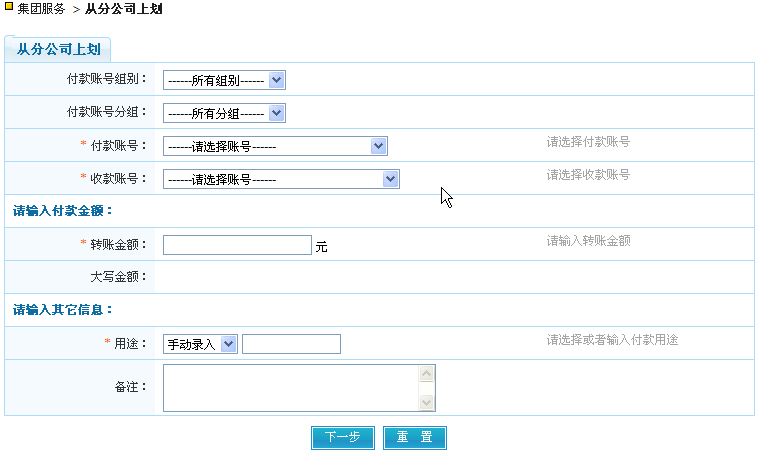 集团服务 > 从分公司上划
从分公司上划
付款账号组别： ------所有组别------
付款账号分组： ------所有分组------
* 付款账号： ------请选择账号------ 请选择付款账号
* 收款账号： ------请选择账号------ 请选择收款账号
请输入付款金额：
* 转账金额： 元 请输入转账金额
大写金额：
请输入其它信息：
* 用途： 手动录入 请选择或者输入付款用途
备注：
下一步 重 置